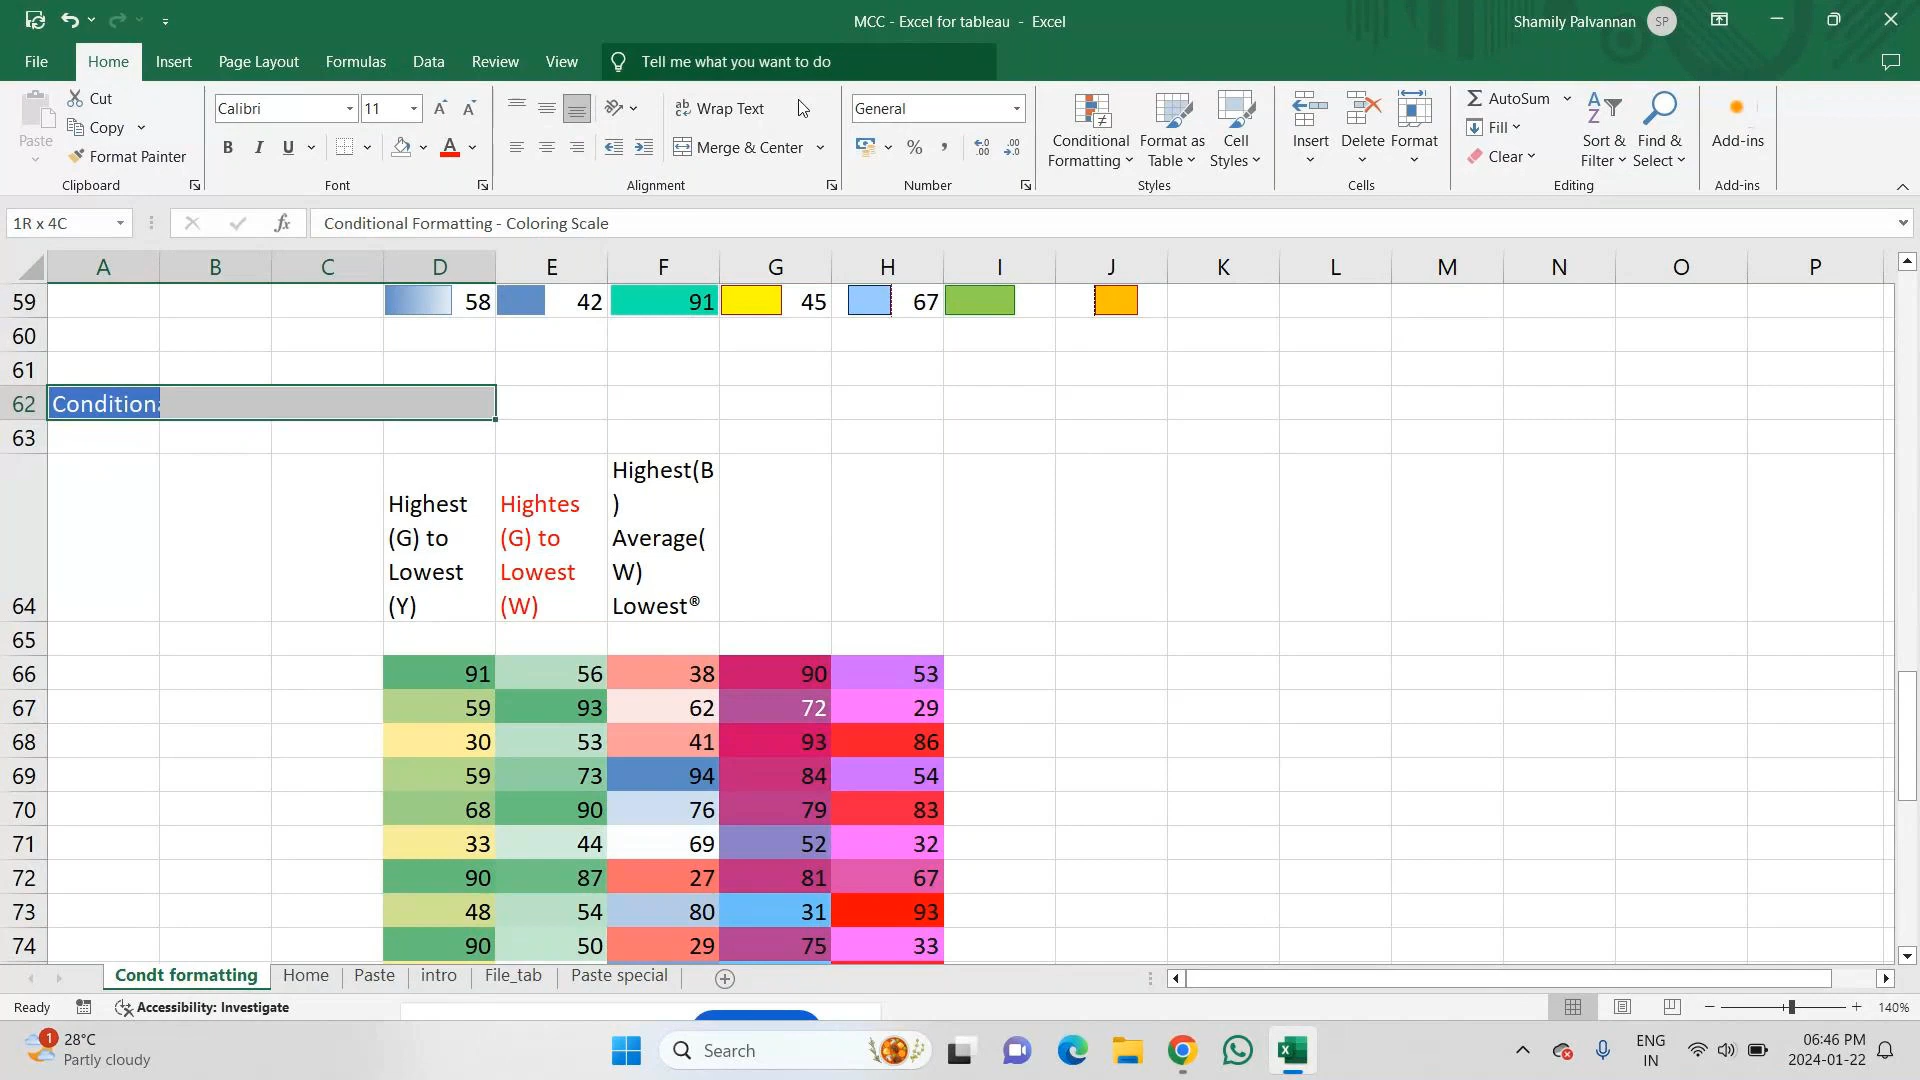 MCC - Excel for tableau - Excel
Shamily Palvannan
SP
File
Home
Insert
Page Layout
Formulas
Data
Review
View
Tell me what you want to do
Paste
Cut
Copy
Format Painter
Clipboard
Calibri
11
B I U
Font
Wrap Text
Merge & Center
Alignment
General
%
Number
Conditional Formatting
Format as Table
Cell Styles
Styles
Insert
Delete
Format
Cells
AutoSum
Fill
Clear
Sort & Filter
Find & Select
Editing
Add-ins
Add-ins
1R x 4C
fx
Conditional Formatting - Coloring Scale
A B C D E F G H I J K L M N O P
59 58 42 91 45 67
60
61
62 Condition
63
64
Highest (G) to Lowest (Y)
Hightes (G) to Lowest (W)
Highest(B) Average(W) Lowest®
65
66 91 56 38 90 53
67 59 93 62 72 29
68 30 53 41 93 86
69 59 73 94 84 54
70 68 90 76 79 83
71 33 44 69 52 32
72 90 87 27 81 67
73 48 54 80 31 93
74 90 50 29 75 33
Condt formatting
Home
Paste
intro
File_tab
Paste special
Ready
Accessibility: Investigate
140%
1
28°C
Partly cloudy
Search
ENG
IN
06:46 PM
2024-01-22